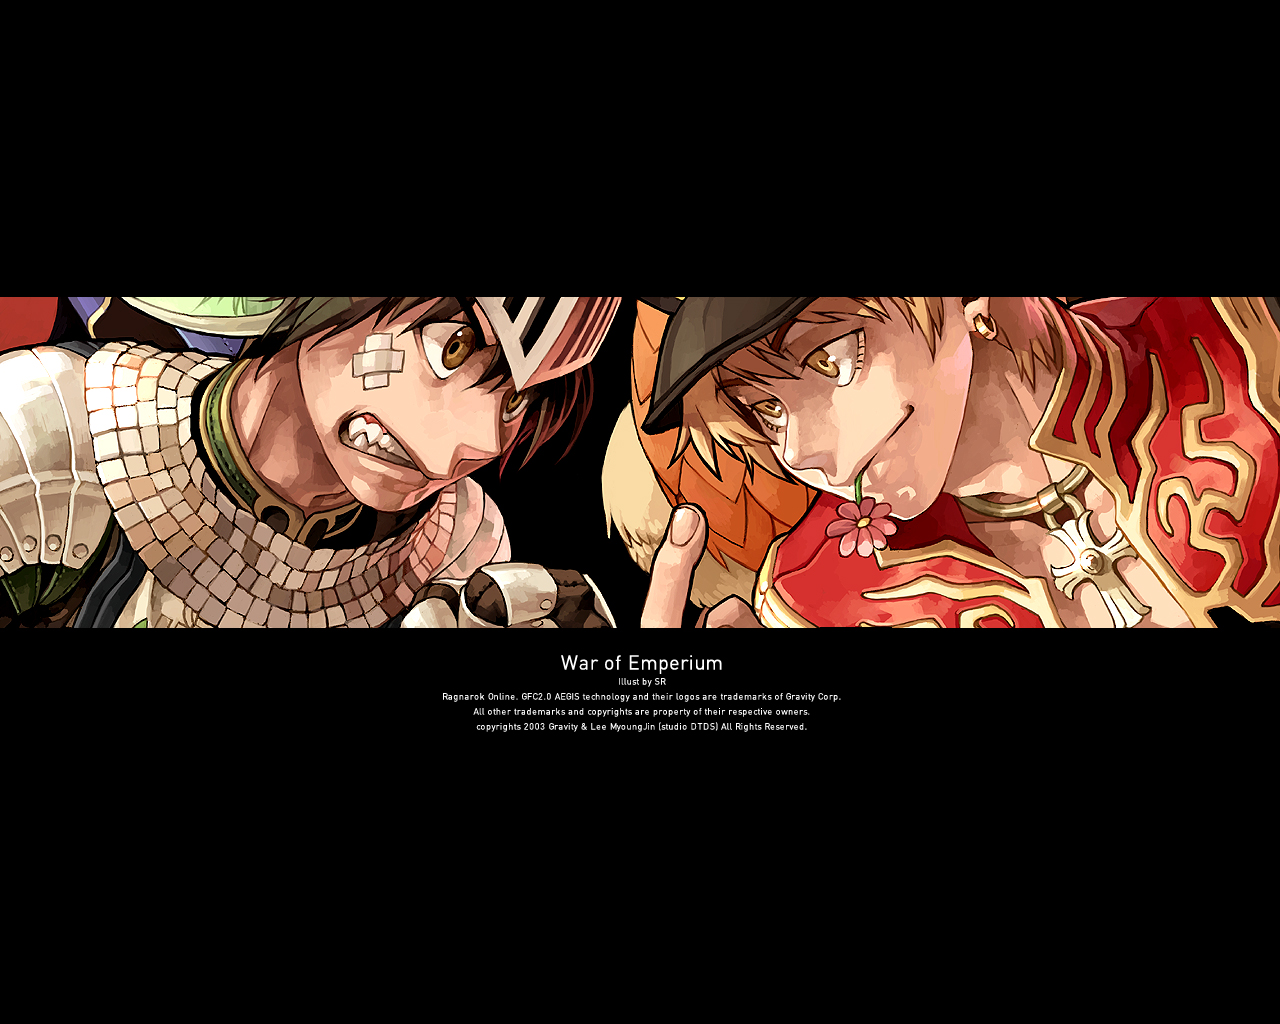 War of Emperium
Illust by SR
Ragnarok Online. GFC2.0 AEGIS technology and their logos are trademarks of Gravity Corp.
All other trademarks and copyrights are property of their respective owners.
copyrights 2003 Gravity & Lee MyoungJin (studio DTDS) All Rights Reserved.